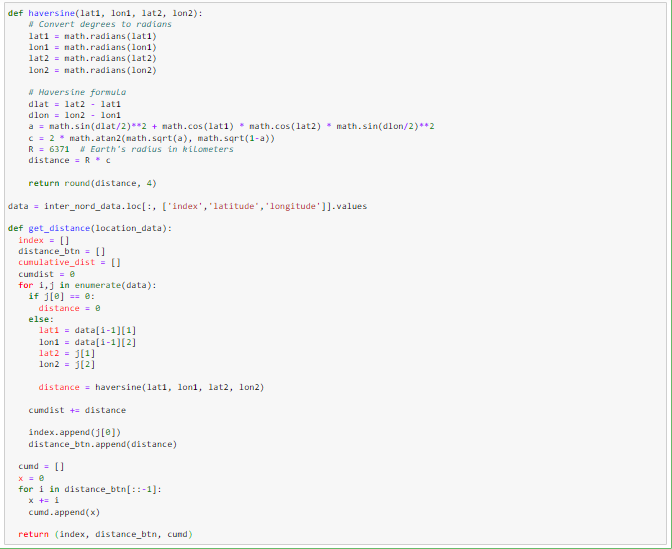 def haversine(lat1, lon1, lat2, lon2):
    # Convert degrees to radians
    lat1 = math.radians(lat1)
    lon1 = math.radians(lon1)
    lat2 = math.radians(lat2)
    lon2 = math.radians(lon2)

    # Haversine formula
    dlat = lat2 - lat1
    dlon = lon2 - lon1
    a = math.sin(dlat/2)**2 + math.cos(lat1) * math.cos(lat2) * math.sin(dlon/2)**2
    c = 2 * math.atan2(math.sqrt(a), math.sqrt(1-a))
    R = 6371  # Earth's radius in kilometers
    distance = R * c

    return round(distance, 4)

data = inter_nord_data.loc[:, ['index','latitude','longitude']].values

def get_distance(location_data):
  index = []
  distance_btn = []
  cumulative_dist = []
  cumdist = 0
  for i,j in enumerate(data):
    if j[0] == 0:
      distance = 0
    else:
      lat1 = data[i-1][1]
      lon1 = data[i-1][2]
      lat2 = j[1]
      lon2 = j[2]

      distance = haversine(lat1, lon1, lat2, lon2)

    cumdist += distance

    index.append(j[0])
    distance_btn.append(distance)

  cumd = []
  x = 0
  for i in distance_btn[::-1]:
    x += i
    cumd.append(x)

  return (index, distance_btn, cumd)